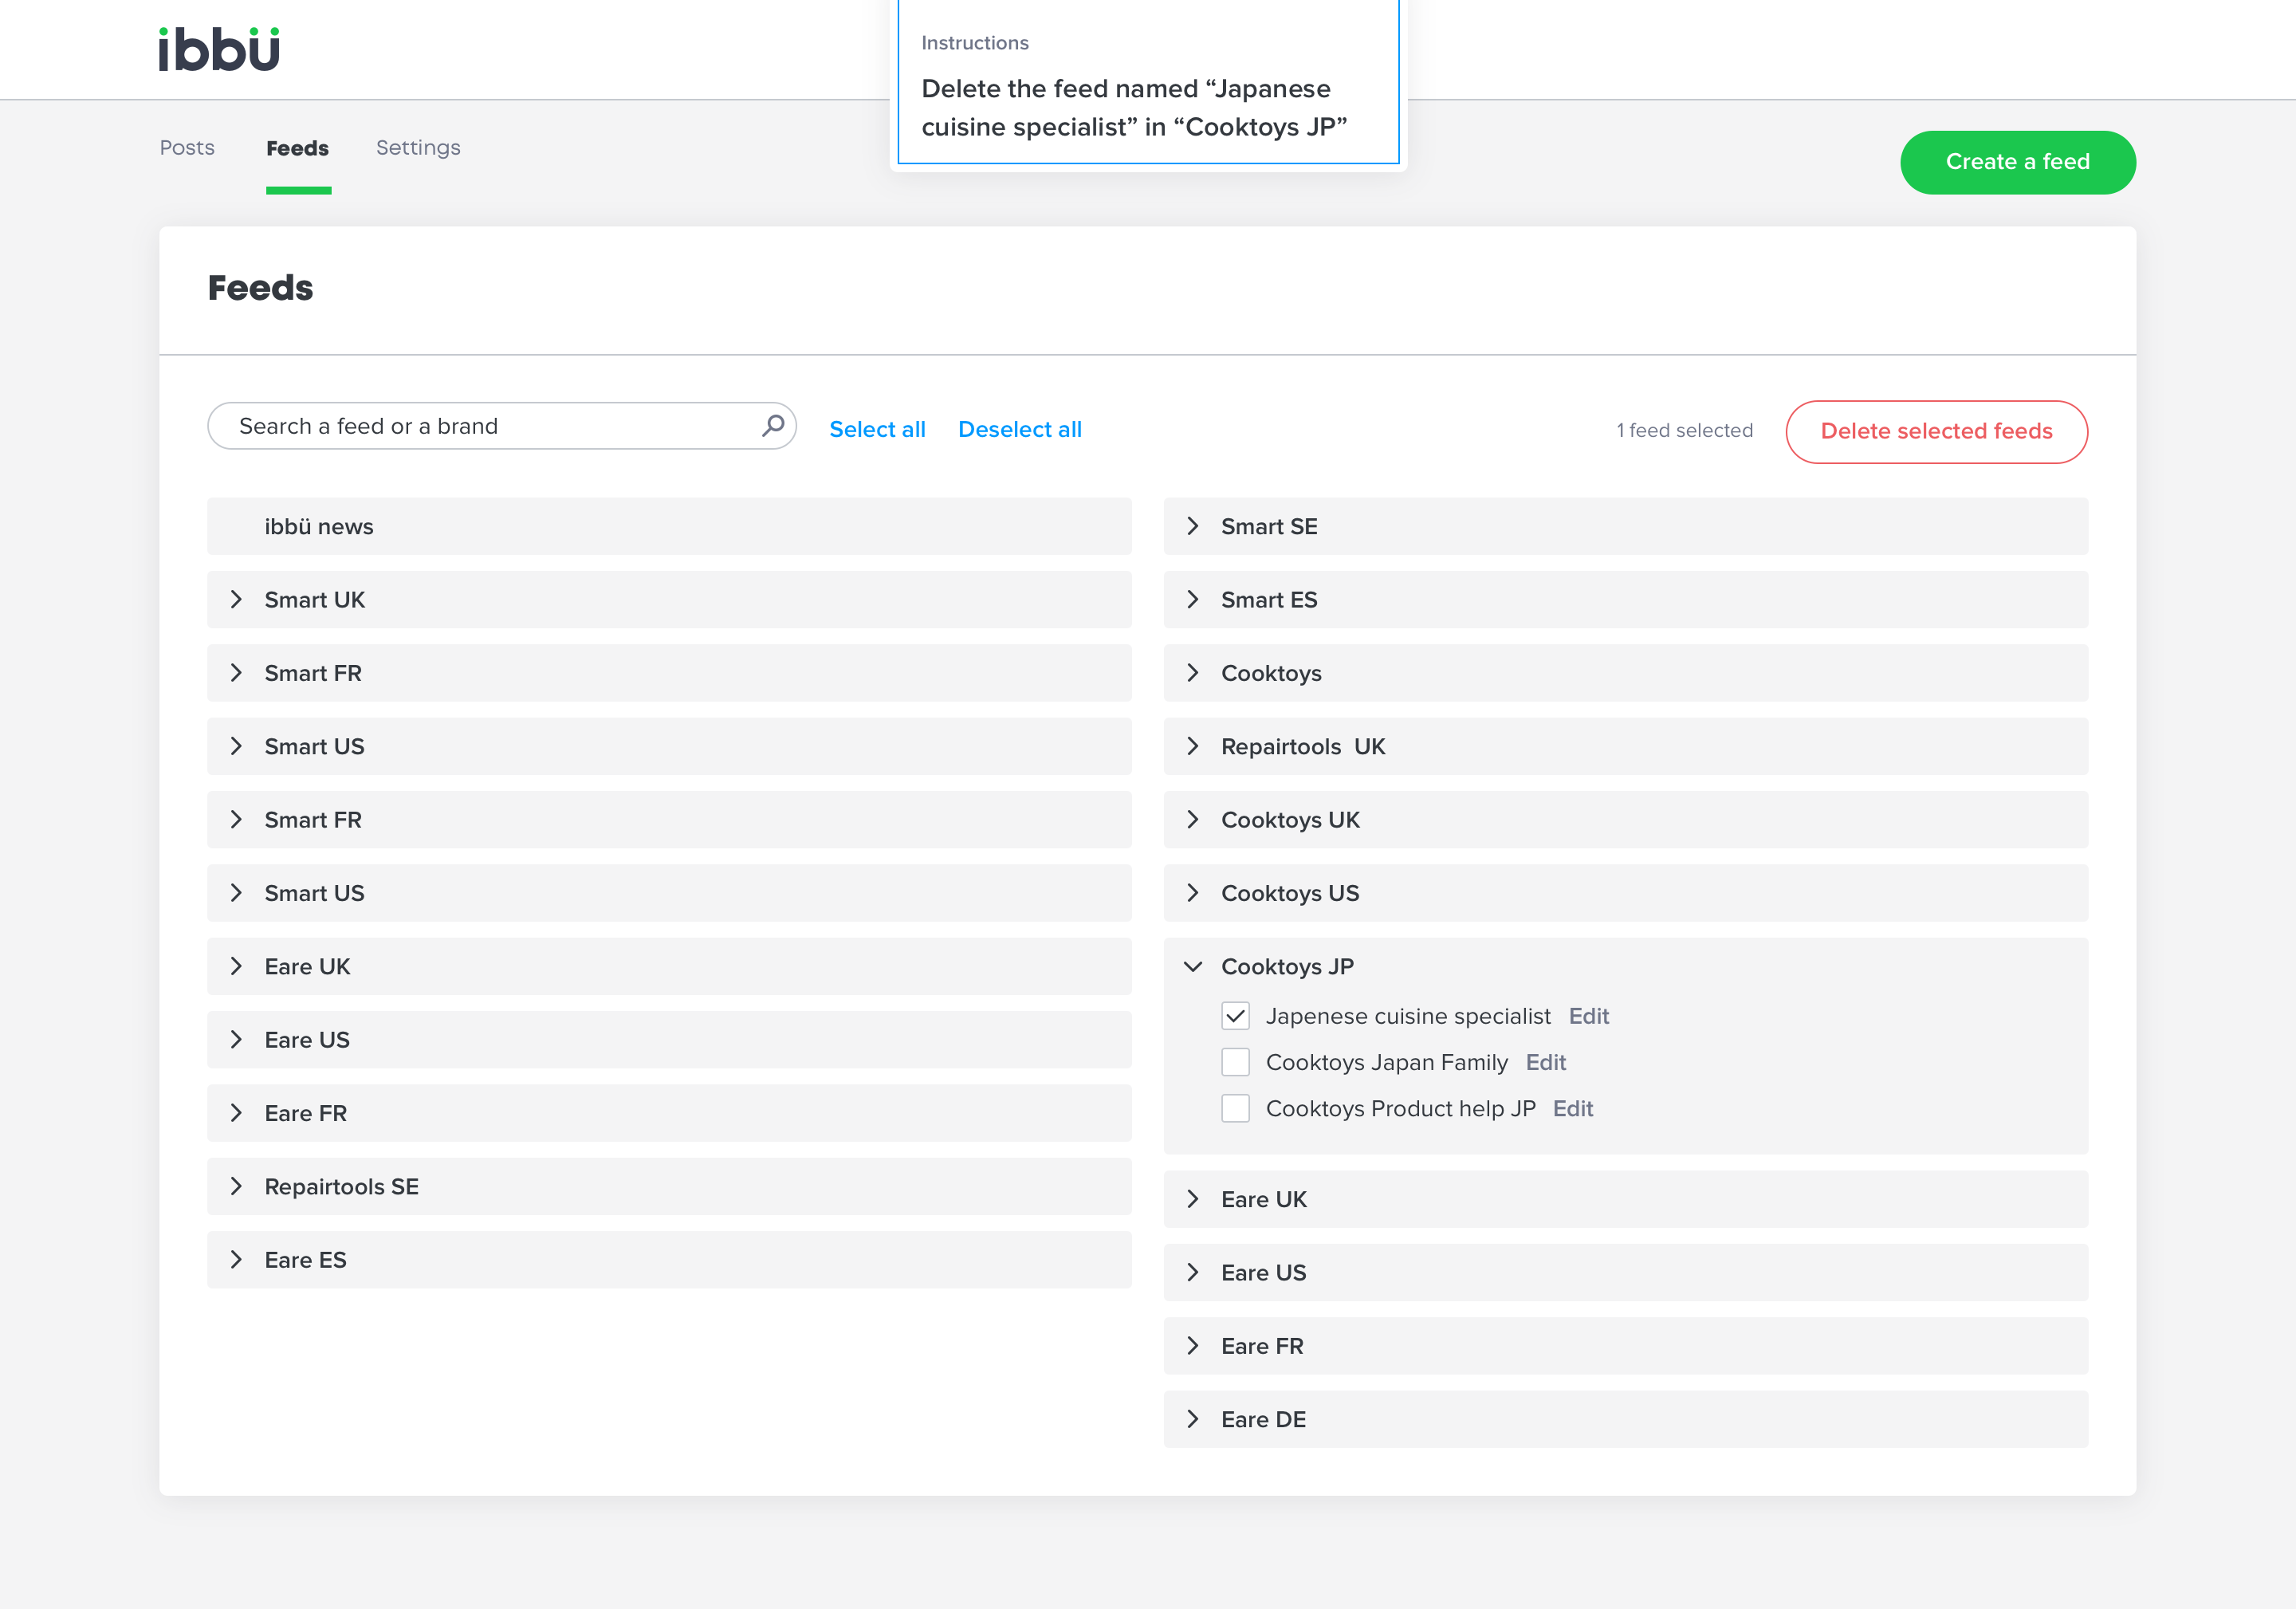 ibbü
Instructions
Delete the feed named “Japanese
cuisine specialist” in “Cooktoys JP”
Posts
Feeds
Settings
Create a feed
Feeds
Search a feed or a brand
Select all
Deselect all
1 feed selected
Delete selected feeds
ibbü news
Smart UK
Smart FR
Smart US
Smart FR
Smart US
Eare UK
Eare US
Eare FR
Repairtools SE
Eare ES
Smart SE
Smart ES
Cooktoys
Repairtools  UK
Cooktoys UK
Cooktoys US
Cooktoys JP
Japenese cuisine specialist Edit
Cooktoys Japan Family Edit
Cooktoys Product help JP Edit
Eare UK
Eare US
Eare FR
Eare DE